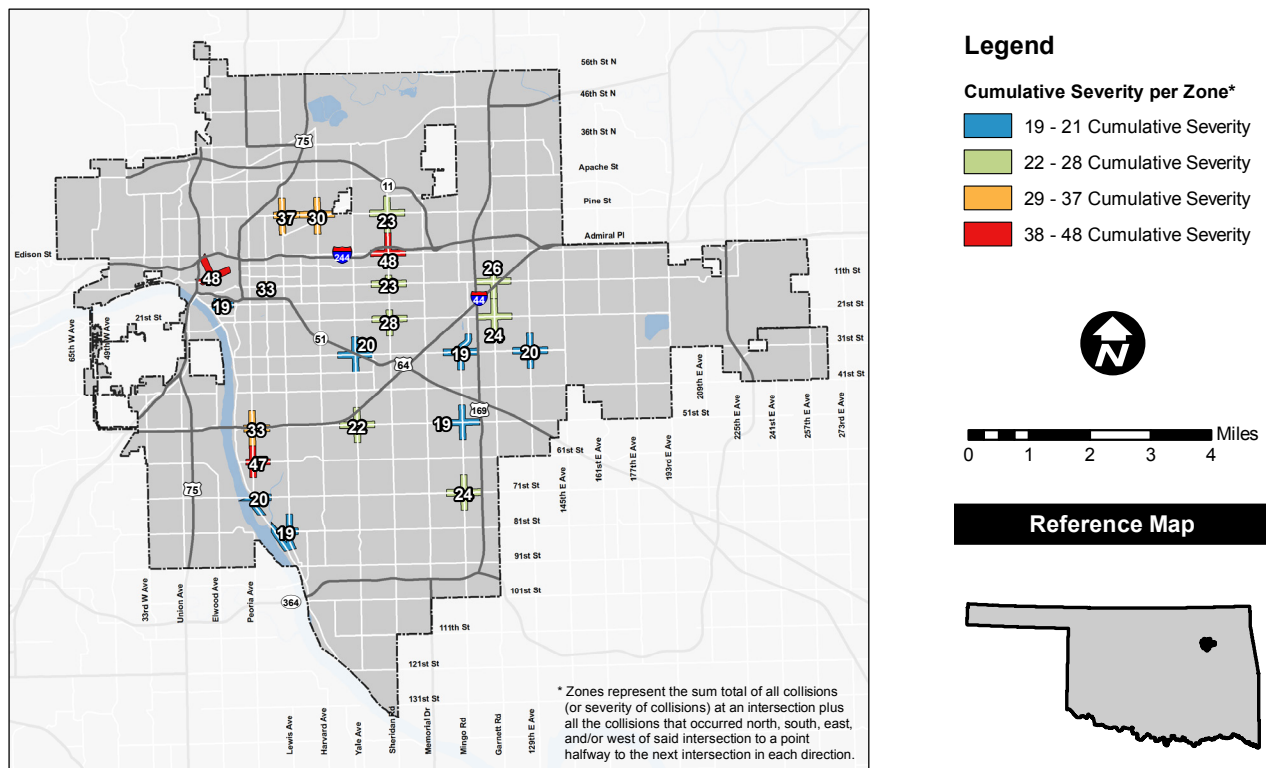 56th St N
46th St N
36th St N
Apache St
Pine St
Admiral Pl
Edison St
11th St
21st St
31st St
41st St
51st St
61st St
71st St
81st St
91st St
101st St
111th St
121st St
131st St
21st St
65th W Ave
49th W Ave
33rd W Ave
Union Ave
Elwood Ave
Peoria Ave
Lewis Ave
Harvard Ave
Yale Ave
Sheridan Rd
Memorial Dr
Mingo Rd
Garnett Rd
129th E Ave
145th E Ave
161st E Ave
177th E Ave
193rd E Ave
209th E Ave
225th E Ave
241st E Ave
257th E Ave
273rd E Ave
75
11
244
44
51
64
169
75
364
37
30
23
48
48
33
19
23
26
28
24
20
19
20
33
22
19
47
20
24
19
* Zones represent the sum total of all collisions
(or severity of collisions) at an intersection plus
all the collisions that occurred north, south, east,
and/or west of said intersection to a point
halfway to the next intersection in each direction.
Legend
Cumulative Severity per Zone*
19 - 21 Cumulative Severity
22 - 28 Cumulative Severity
29 - 37 Cumulative Severity
38 - 48 Cumulative Severity
N
Miles
0 1 2 3 4
Reference Map